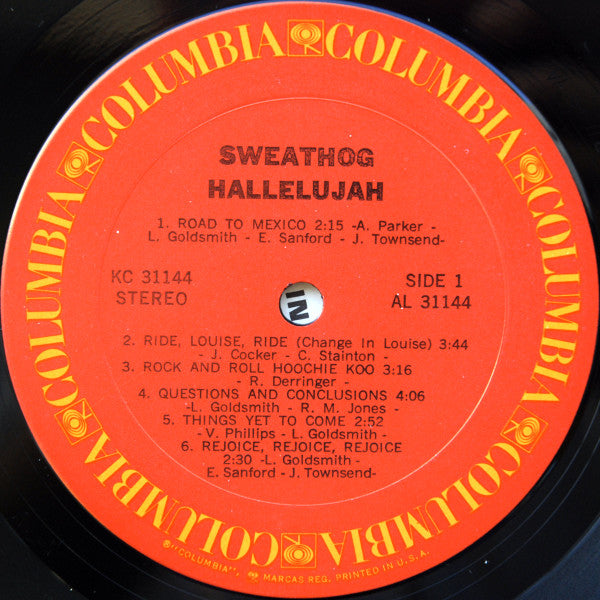 COLUMBIA COLUMBIA COLUMBIA COLUMBIA COLUMBIA COLUMBIA
SWEATHOG
HALLELUJAH
1. ROAD TO MEXICO 2:15 -A. Parker -
L. Goldsmith - E. Sanford - J. Townsend-
KC 31144
STEREO
IN
SIDE 1
AL 31144
2. RIDE, LOUISE, RIDE (Change In Louise) 3:44
- J. Cocker - C. Stainton -
3. ROCK AND ROLL HOOCHIE KOO 3:16
- R. Derringer -
4. QUESTIONS AND CONCLUSIONS 4:06
-L. Goldsmith - R. M. Jones -
5. THINGS YET TO COME 2:52
- V. Phillips - L. Goldsmith -
6. REJOICE, REJOICE, REJOICE
2:30 -L. Goldsmith -
E. Sanford - J. Townsend-
®"COLUMBIA", MARCAS REG. PRINTED IN U.S.A.